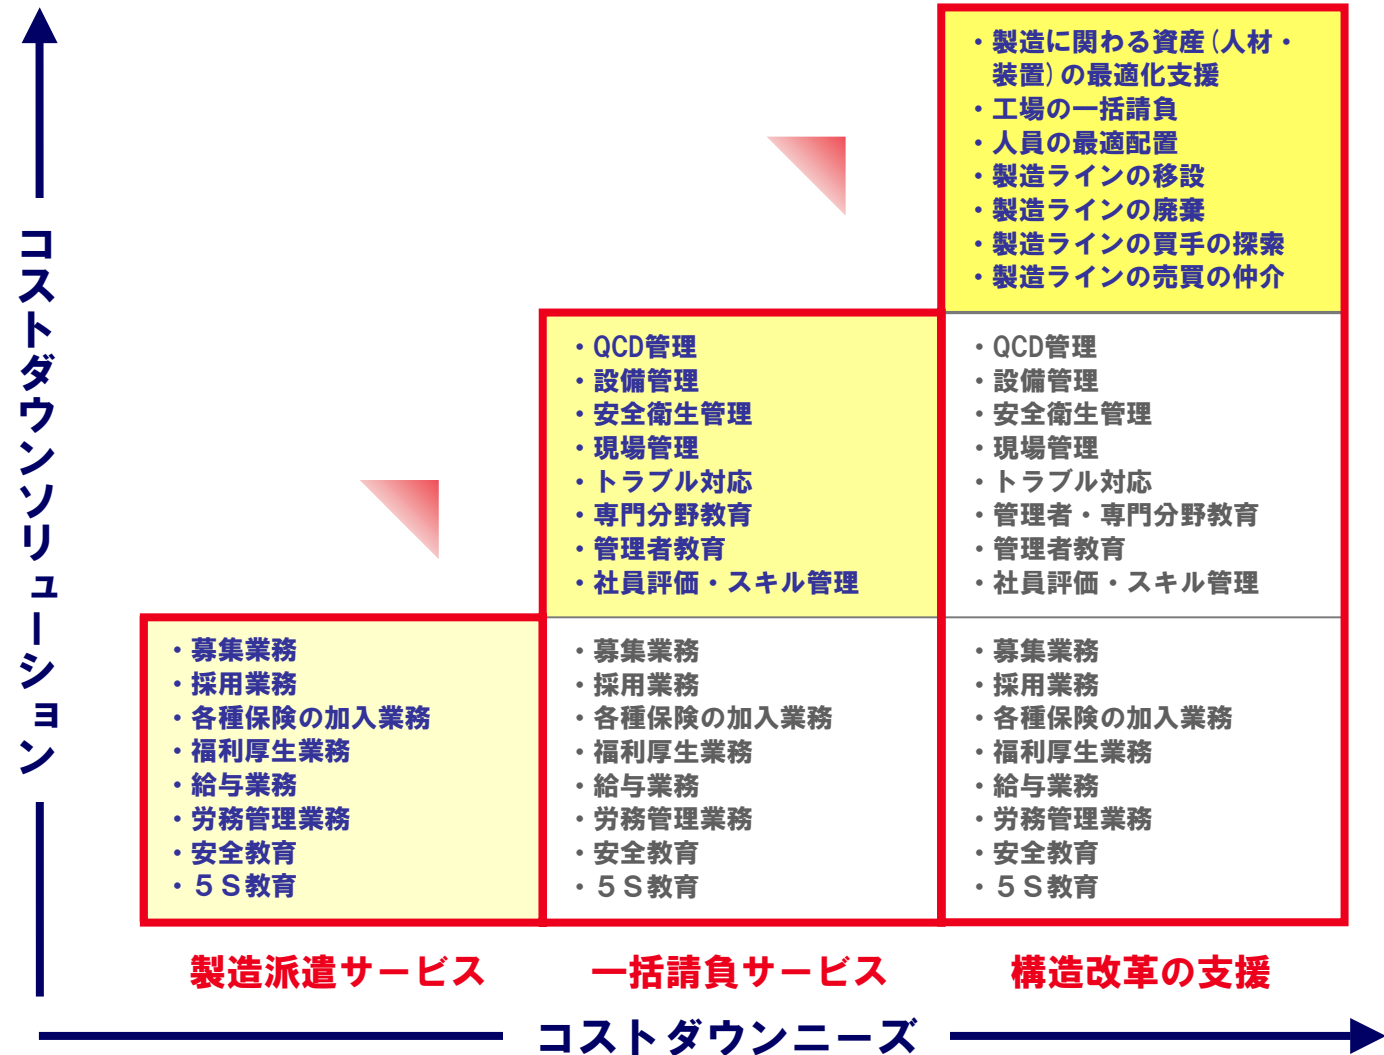 コストダウンソリューション
・製造に関わる資産(人材・
装置)の最適化支援
・工場の一括請負
・人員の最適配置
・製造ラインの移設
・製造ラインの廃棄
・製造ラインの買手の探索
・製造ラインの売買の仲介
・QCD管理
・設備管理
・安全衛生管理
・現場管理
・トラブル対応
・専門分野教育
・管理者教育
・社員評価・スキル管理
・QCD管理
・設備管理
・安全衛生管理
・現場管理
・トラブル対応
・管理者・専門分野教育
・管理者教育
・社員評価・スキル管理
・募集業務
・採用業務
・各種保険の加入業務
・福利厚生業務
・給与業務
・労務管理業務
・安全教育
・５Ｓ教育
・募集業務
・採用業務
・各種保険の加入業務
・福利厚生業務
・給与業務
・労務管理業務
・安全教育
・５Ｓ教育
・募集業務
・採用業務
・各種保険の加入業務
・福利厚生業務
・給与業務
・労務管理業務
・安全教育
・５Ｓ教育
製造派遣サービス
一括請負サービス
構造改革の支援
コストダウンニーズ